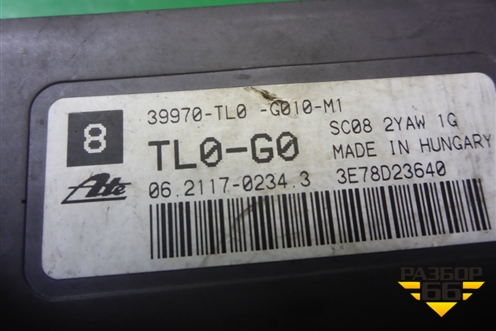 39970-TL0 -G010-M1
8
SC08 2YAW 1G
TL0-G0
MADE IN HUNGARY
Ate
06.2117-0234.3
3E78D23640
РАЗБОР
66